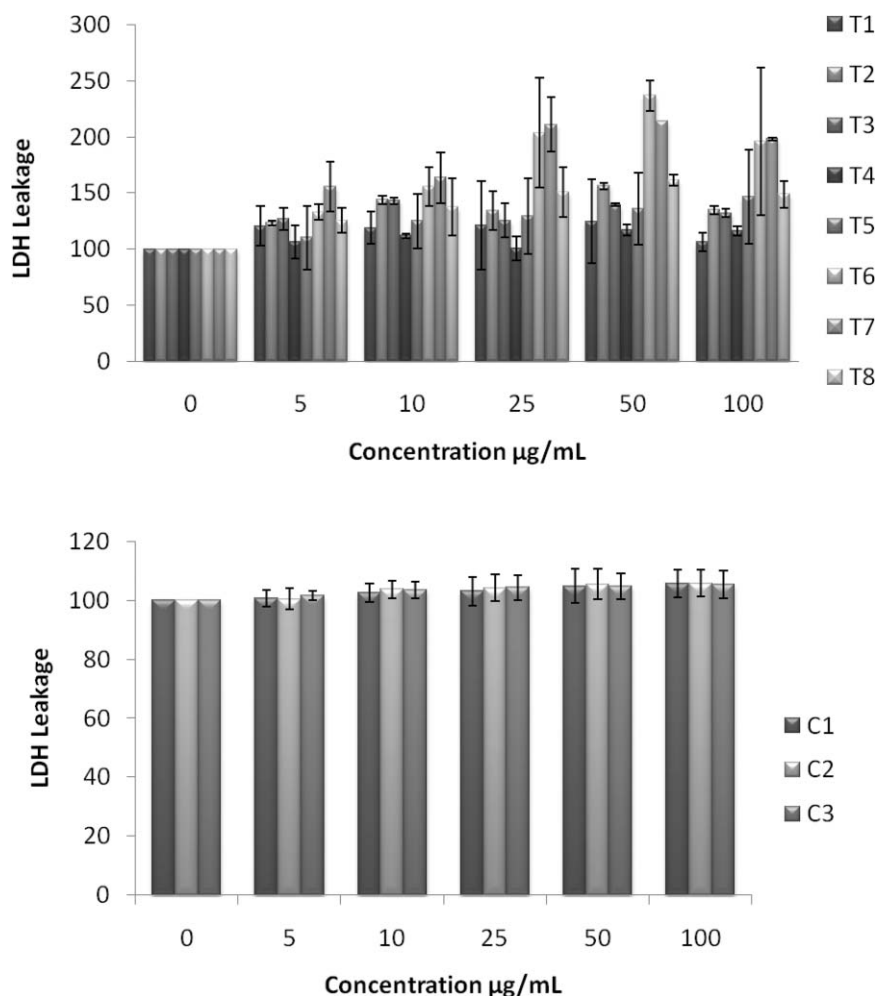 300
250
200
150
100
50
0
LDH Leakage
0 5 10 25 50 100
Concentration µg/mL
T1
T2
T3
T4
T5
T6
T7
T8
120
100
80
60
40
20
0
LDH Leakage
0 5 10 25 50 100
Concentration µg/mL
C1
C2
C3